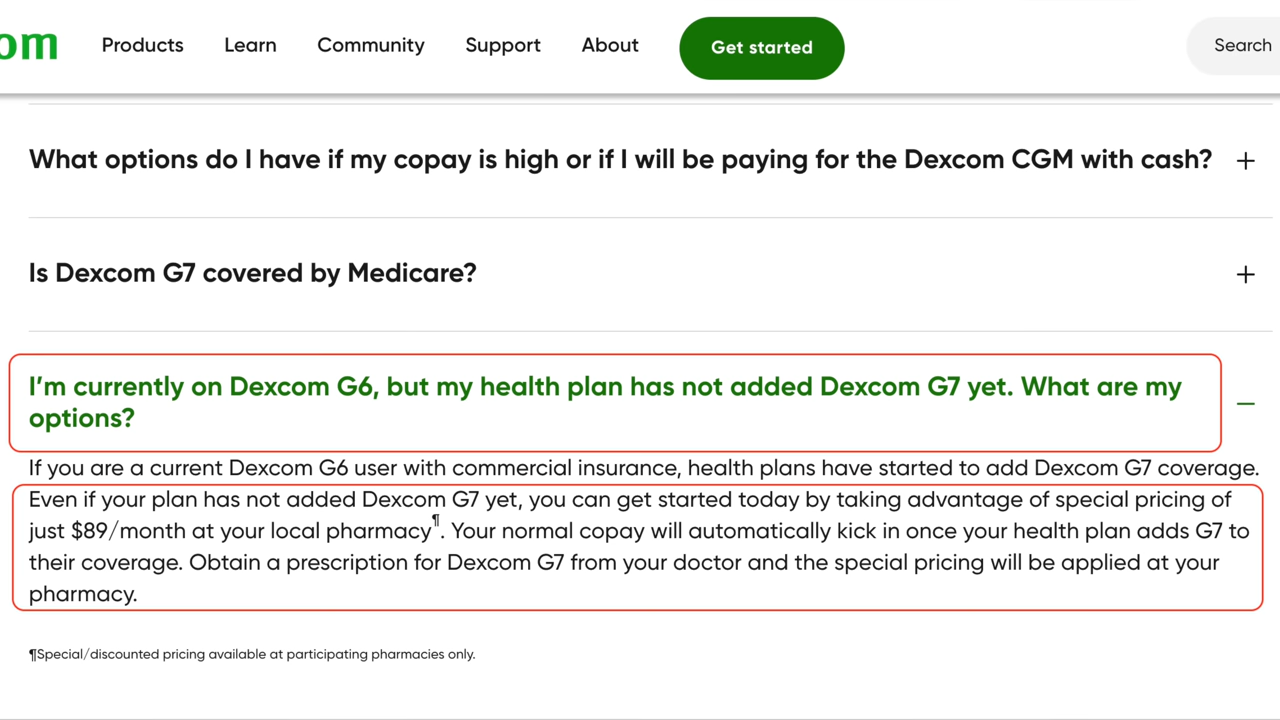 om
Products
Learn
Community
Support
About
Get started
Search
What options do I have if my copay is high or if I will be paying for the Dexcom CGM with cash? +
Is Dexcom G7 covered by Medicare? +
I’m currently on Dexcom G6, but my health plan has not added Dexcom G7 yet. What are my
options? −
If you are a current Dexcom G6 user with commercial insurance, health plans have started to add Dexcom G7 coverage.
Even if your plan has not added Dexcom G7 yet, you can get started today by taking advantage of special pricing of
just $89/month at your local pharmacy¶. Your normal copay will automatically kick in once your health plan adds G7 to
their coverage. Obtain a prescription for Dexcom G7 from your doctor and the special pricing will be applied at your
pharmacy.
¶Special/discounted pricing available at participating pharmacies only.